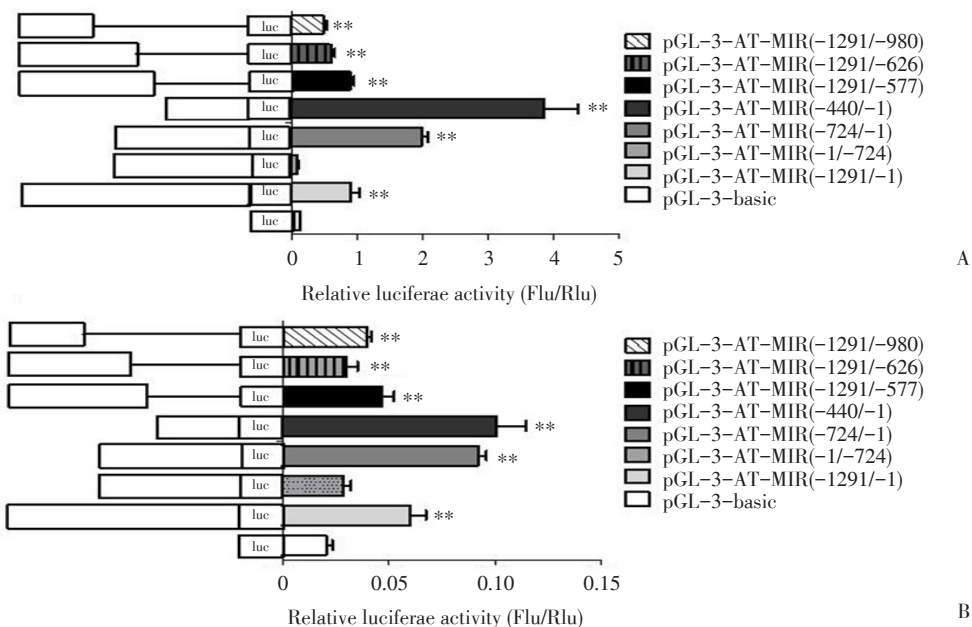 luc ** pGL-3-AT-MIR(-1291/-980)
luc ** pGL-3-AT-MIR(-1291/-626)
luc ** pGL-3-AT-MIR(-1291/-577)
luc ** pGL-3-AT-MIR(-440/-1)
luc ** pGL-3-AT-MIR(-724/-1)
luc pGL-3-AT-MIR(-1/-724)
luc ** pGL-3-AT-MIR(-1291/-1)
luc pGL-3-basic
0 1 2 3 4 5
Relative luciferae activity (Flu/Rlu)
A
luc ** pGL-3-AT-MIR(-1291/-980)
luc ** pGL-3-AT-MIR(-1291/-626)
luc ** pGL-3-AT-MIR(-1291/-577)
luc ** pGL-3-AT-MIR(-440/-1)
luc ** pGL-3-AT-MIR(-724/-1)
luc pGL-3-AT-MIR(-1/-724)
luc ** pGL-3-AT-MIR(-1291/-1)
luc pGL-3-basic
0 0.05 0.10 0.15
Relative luciferae activity (Flu/Rlu)
B